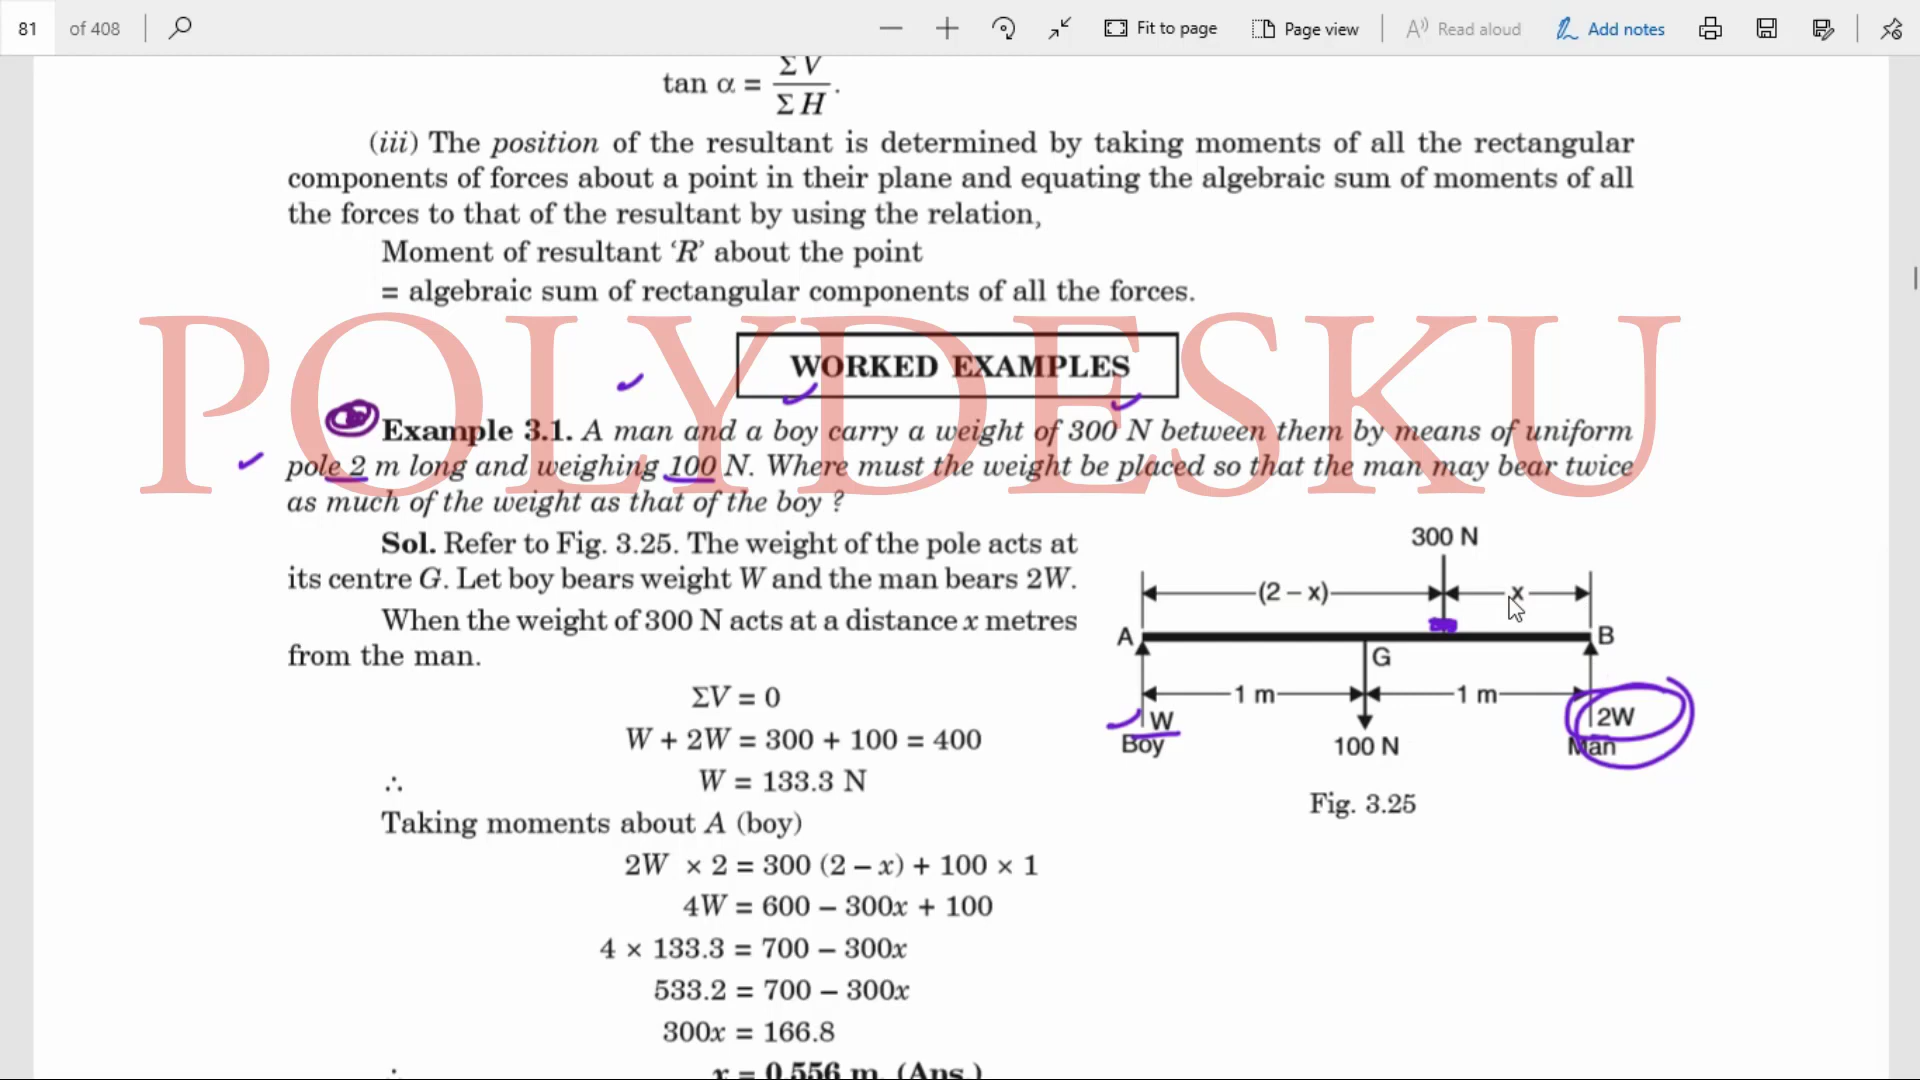 81 of 408 Fit to page Page view Read aloud Add notes
tan α = ΣV / ΣH .
(iii) The position of the resultant is determined by taking moments of all the rectangular
components of forces about a point in their plane and equating the algebraic sum of moments of all
the forces to that of the resultant by using the relation,
Moment of resultant ‘R’ about the point
= algebraic sum of rectangular components of all the forces.
POLYDESKU
WORKED EXAMPLES
Example 3.1. A man and a boy carry a weight of 300 N between them by means of uniform
pole 2 m long and weighing 100 N. Where must the weight be placed so that the man may bear twice
as much of the weight as that of the boy ?
Sol. Refer to Fig. 3.25. The weight of the pole acts at
its centre G. Let boy bears weight W and the man bears 2W.
When the weight of 300 N acts at a distance x metres
from the man.
ΣV = 0
W + 2W = 300 + 100 = 400
∴ W = 133.3 N
Taking moments about A (boy)
2W × 2 = 300 (2 – x) + 100 × 1
4W = 600 – 300x + 100
4 × 133.3 = 700 – 300x
533.2 = 700 – 300x
300x = 166.8
∴ x = 0.556 m. (Ans.)
300 N
(2 – x) x
A B
G
1 m 1 m
W 2W
Boy 100 N Man
Fig. 3.25